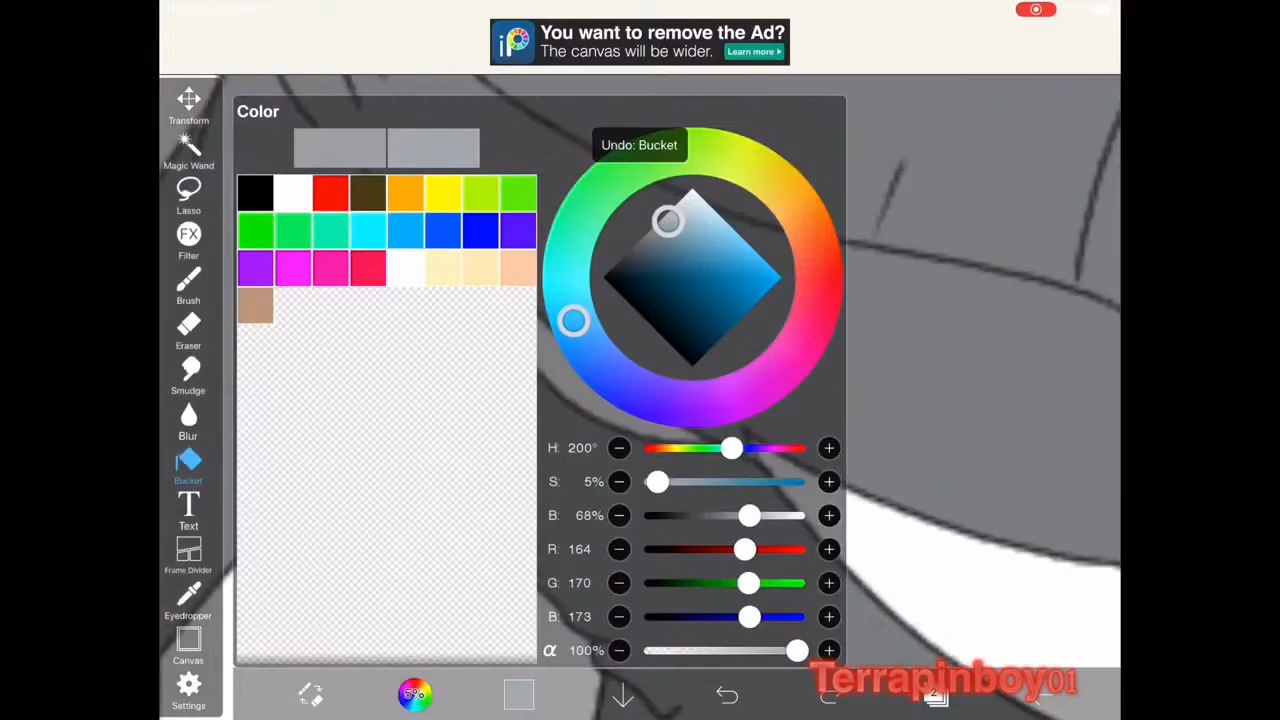 You want to remove the Ad?
The canvas will be wider.
Learn more
Transform
Magic Wand
Lasso
FX
Filter
Brush
Eraser
Smudge
Blur
Bucket
T
Text
Frame Divider
Eyedropper
Canvas
Settings
Color
Undo: Bucket
H: 200°
S: 5%
B: 68%
R: 164
G: 170
B: 173
α 100%
5%
2
Terrapinboy01